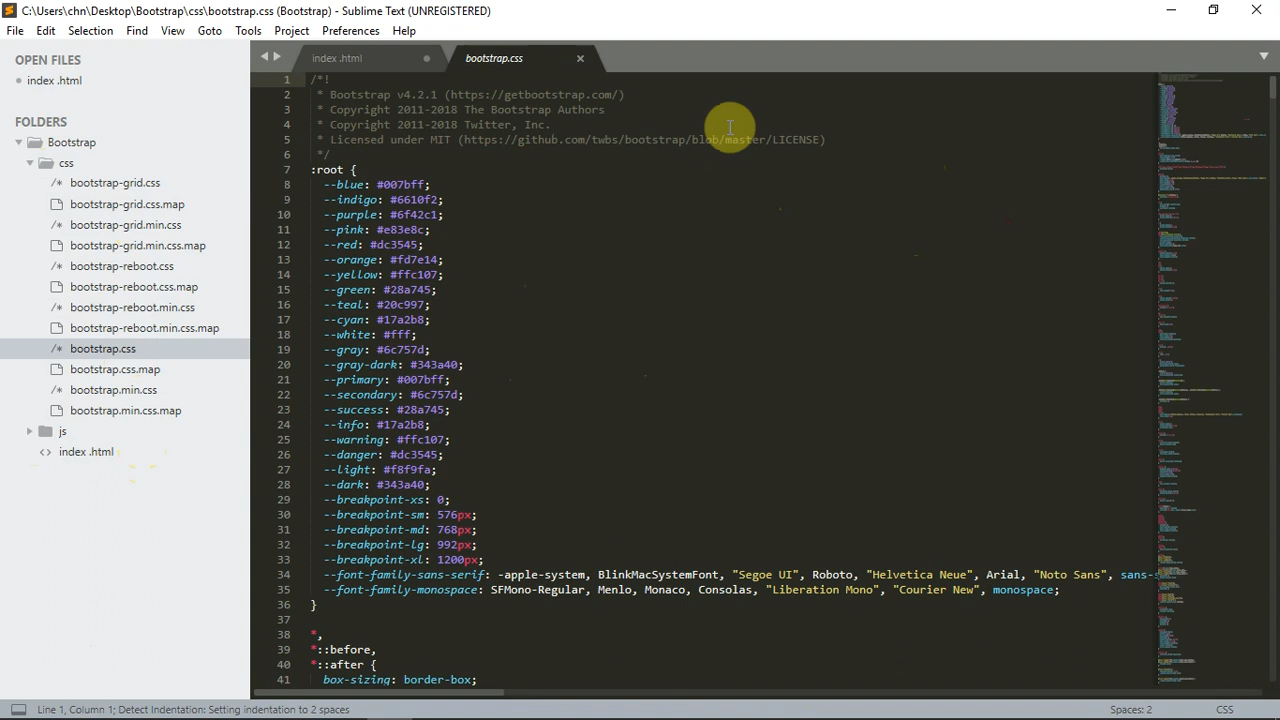 C:\Users\chn\Desktop\Bootstrap\css\bootstrap.css (Bootstrap) - Sublime Text (UNREGISTERED)
File Edit Selection Find View Goto Tools Project Preferences Help
OPEN FILES
index .html
FOLDERS
Bootstrap
css
/* bootstrap-grid.css
bootstrap-grid.css.map
/* bootstrap-grid.min.css
bootstrap-grid.min.css.map
/* bootstrap-reboot.css
bootstrap-reboot.css.map
/* bootstrap-reboot.min.css
bootstrap-reboot.min.css.map
/* bootstrap.css
bootstrap.css.map
/* bootstrap.min.css
bootstrap.min.css.map
js
<> index .html
index .html bootstrap.css
1 /*!
2 * Bootstrap v4.2.1 (https://getbootstrap.com/)
3 * Copyright 2011-2018 The Bootstrap Authors
4 * Copyright 2011-2018 Twitter, Inc.
5 * Licensed under MIT (https://github.com/twbs/bootstrap/blob/master/LICENSE)
6 */
7 :root {
8 --blue: #007bff;
9 --indigo: #6610f2;
10 --purple: #6f42c1;
11 --pink: #e83e8c;
12 --red: #dc3545;
13 --orange: #fd7e14;
14 --yellow: #ffc107;
15 --green: #28a745;
16 --teal: #20c997;
17 --cyan: #17a2b8;
18 --white: #fff;
19 --gray: #6c757d;
20 --gray-dark: #343a40;
21 --primary: #007bff;
22 --secondary: #6c757d;
23 --success: #28a745;
24 --info: #17a2b8;
25 --warning: #ffc107;
26 --danger: #dc3545;
27 --light: #f8f9fa;
28 --dark: #343a40;
29 --breakpoint-xs: 0;
30 --breakpoint-sm: 576px;
31 --breakpoint-md: 768px;
32 --breakpoint-lg: 992px;
33 --breakpoint-xl: 1200px;
34 --font-family-sans-serif: -apple-system, BlinkMacSystemFont, "Segoe UI", Roboto, "Helvetica Neue", Arial, "Noto Sans", sans-
35 --font-family-monospace: SFMono-Regular, Menlo, Monaco, Consolas, "Liberation Mono", "Courier New", monospace;
36 }
37
38 *,
39 *::before,
40 *::after {
41 box-sizing: border-box;
Line 1, Column 1; Detect Indentation: Setting indentation to 2 spaces
Spaces: 2
CSS